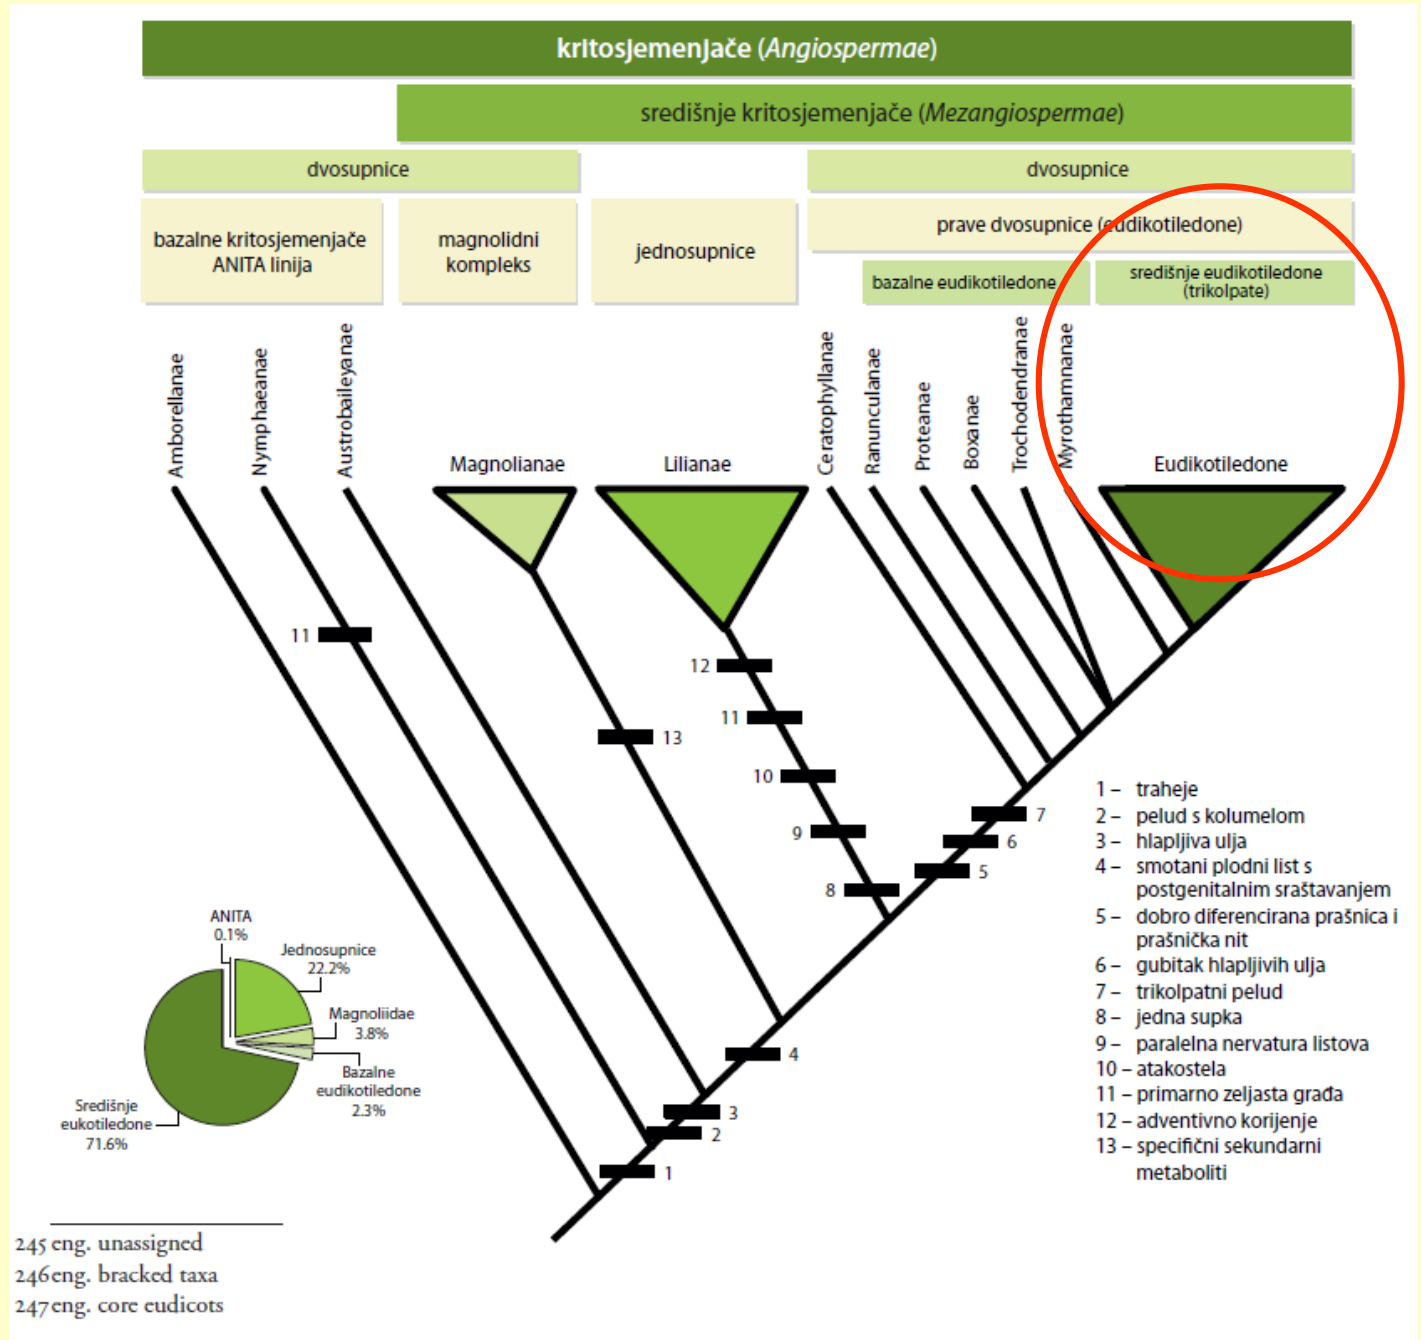 kritosjemenjače (Angiospermae)
središnje kritosjemenjače (Mezangiospermae)
dvosupnice
dvosupnice
bazalne kritosjemenjače
ANITA linija
magnolidni
kompleks
jednosupnice
prave dvosupnice (eudikotiledone)
bazalne eudikotiledone
središnje eudikotiledone
(trikolpate)
Amborellanae
Nymphaeanae
Austrobaileyanae
Magnolianae
Lilianae
Ceratophyllanae
Ranunculanae
Proteanae
Boxanae
Trochodendranae
Myrothamnanae
Eudikotiledone
11
12
11
13
10
9
8
7
6
5
4
3
2
1
1 – traheje
2 – pelud s kolumelom
3 – hlapljiva ulja
4 – smotani plodni list s
postgenitalnim sraštavanjem
5 – dobro diferencirana prašnica i
prašnička nit
6 – gubitak hlapljivih ulja
7 – trikolpatni pelud
8 – jedna supka
9 – paralelna nervatura listova
10 – atakostela
11 – primarno zeljasta građa
12 – adventivno korijenje
13 – specifični sekundarni
metaboliti
ANITA
0.1%
Jednosupnice
22.2%
Magnoliidae
3.8%
Bazalne
eudikotiledone
2.3%
Središnje
eukotiledone
71.6%
245 eng. unassigned
246 eng. bracked taxa
247 eng. core eudicots